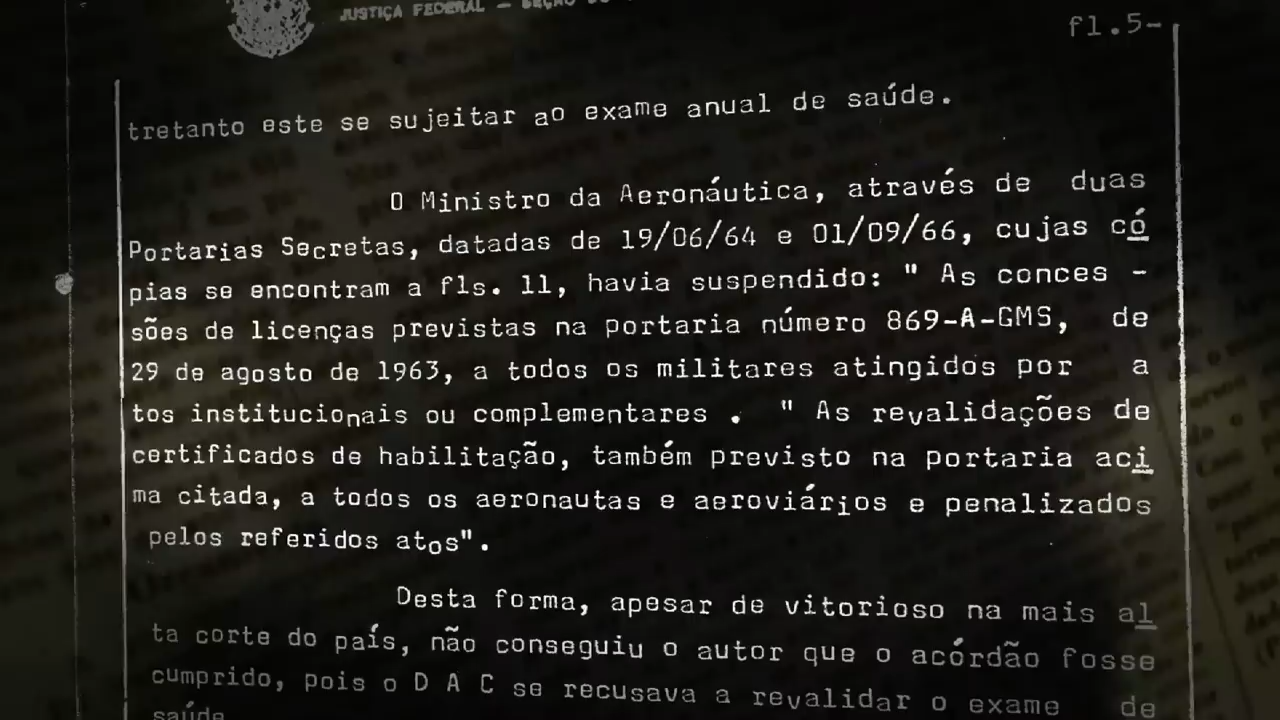 JUSTIÇA FEDERAL — SEÇÃO DO
fl.5-
tretanto este se sujeitar ao exame anual de saúde.
O Ministro da Aeronáutica, através de duas
Portarias Secretas, datadas de 19/06/64 e 01/09/66, cujas có
pias se encontram a fls. 11, havia suspendido: " As conces -
sões de licenças previstas na portaria número 869-A-GMS, de
29 de agosto de 1963, a todos os militares atingidos por a
tos institucionais ou complementares . " As revalidações de
certificados de habilitação, também previsto na portaria aci
ma citada, a todos os aeronautas e aeroviários e penalizados
pelos referidos atos".
Desta forma, apesar de vitorioso na mais al
ta corte do país, não conseguiu o autor que o acórdão fosse
cumprido, pois o D A C se recusava a revalidar o exame de
saúde